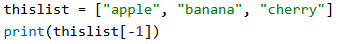 thislist = ["apple", "banana", "cherry"]
print(thislist[-1])